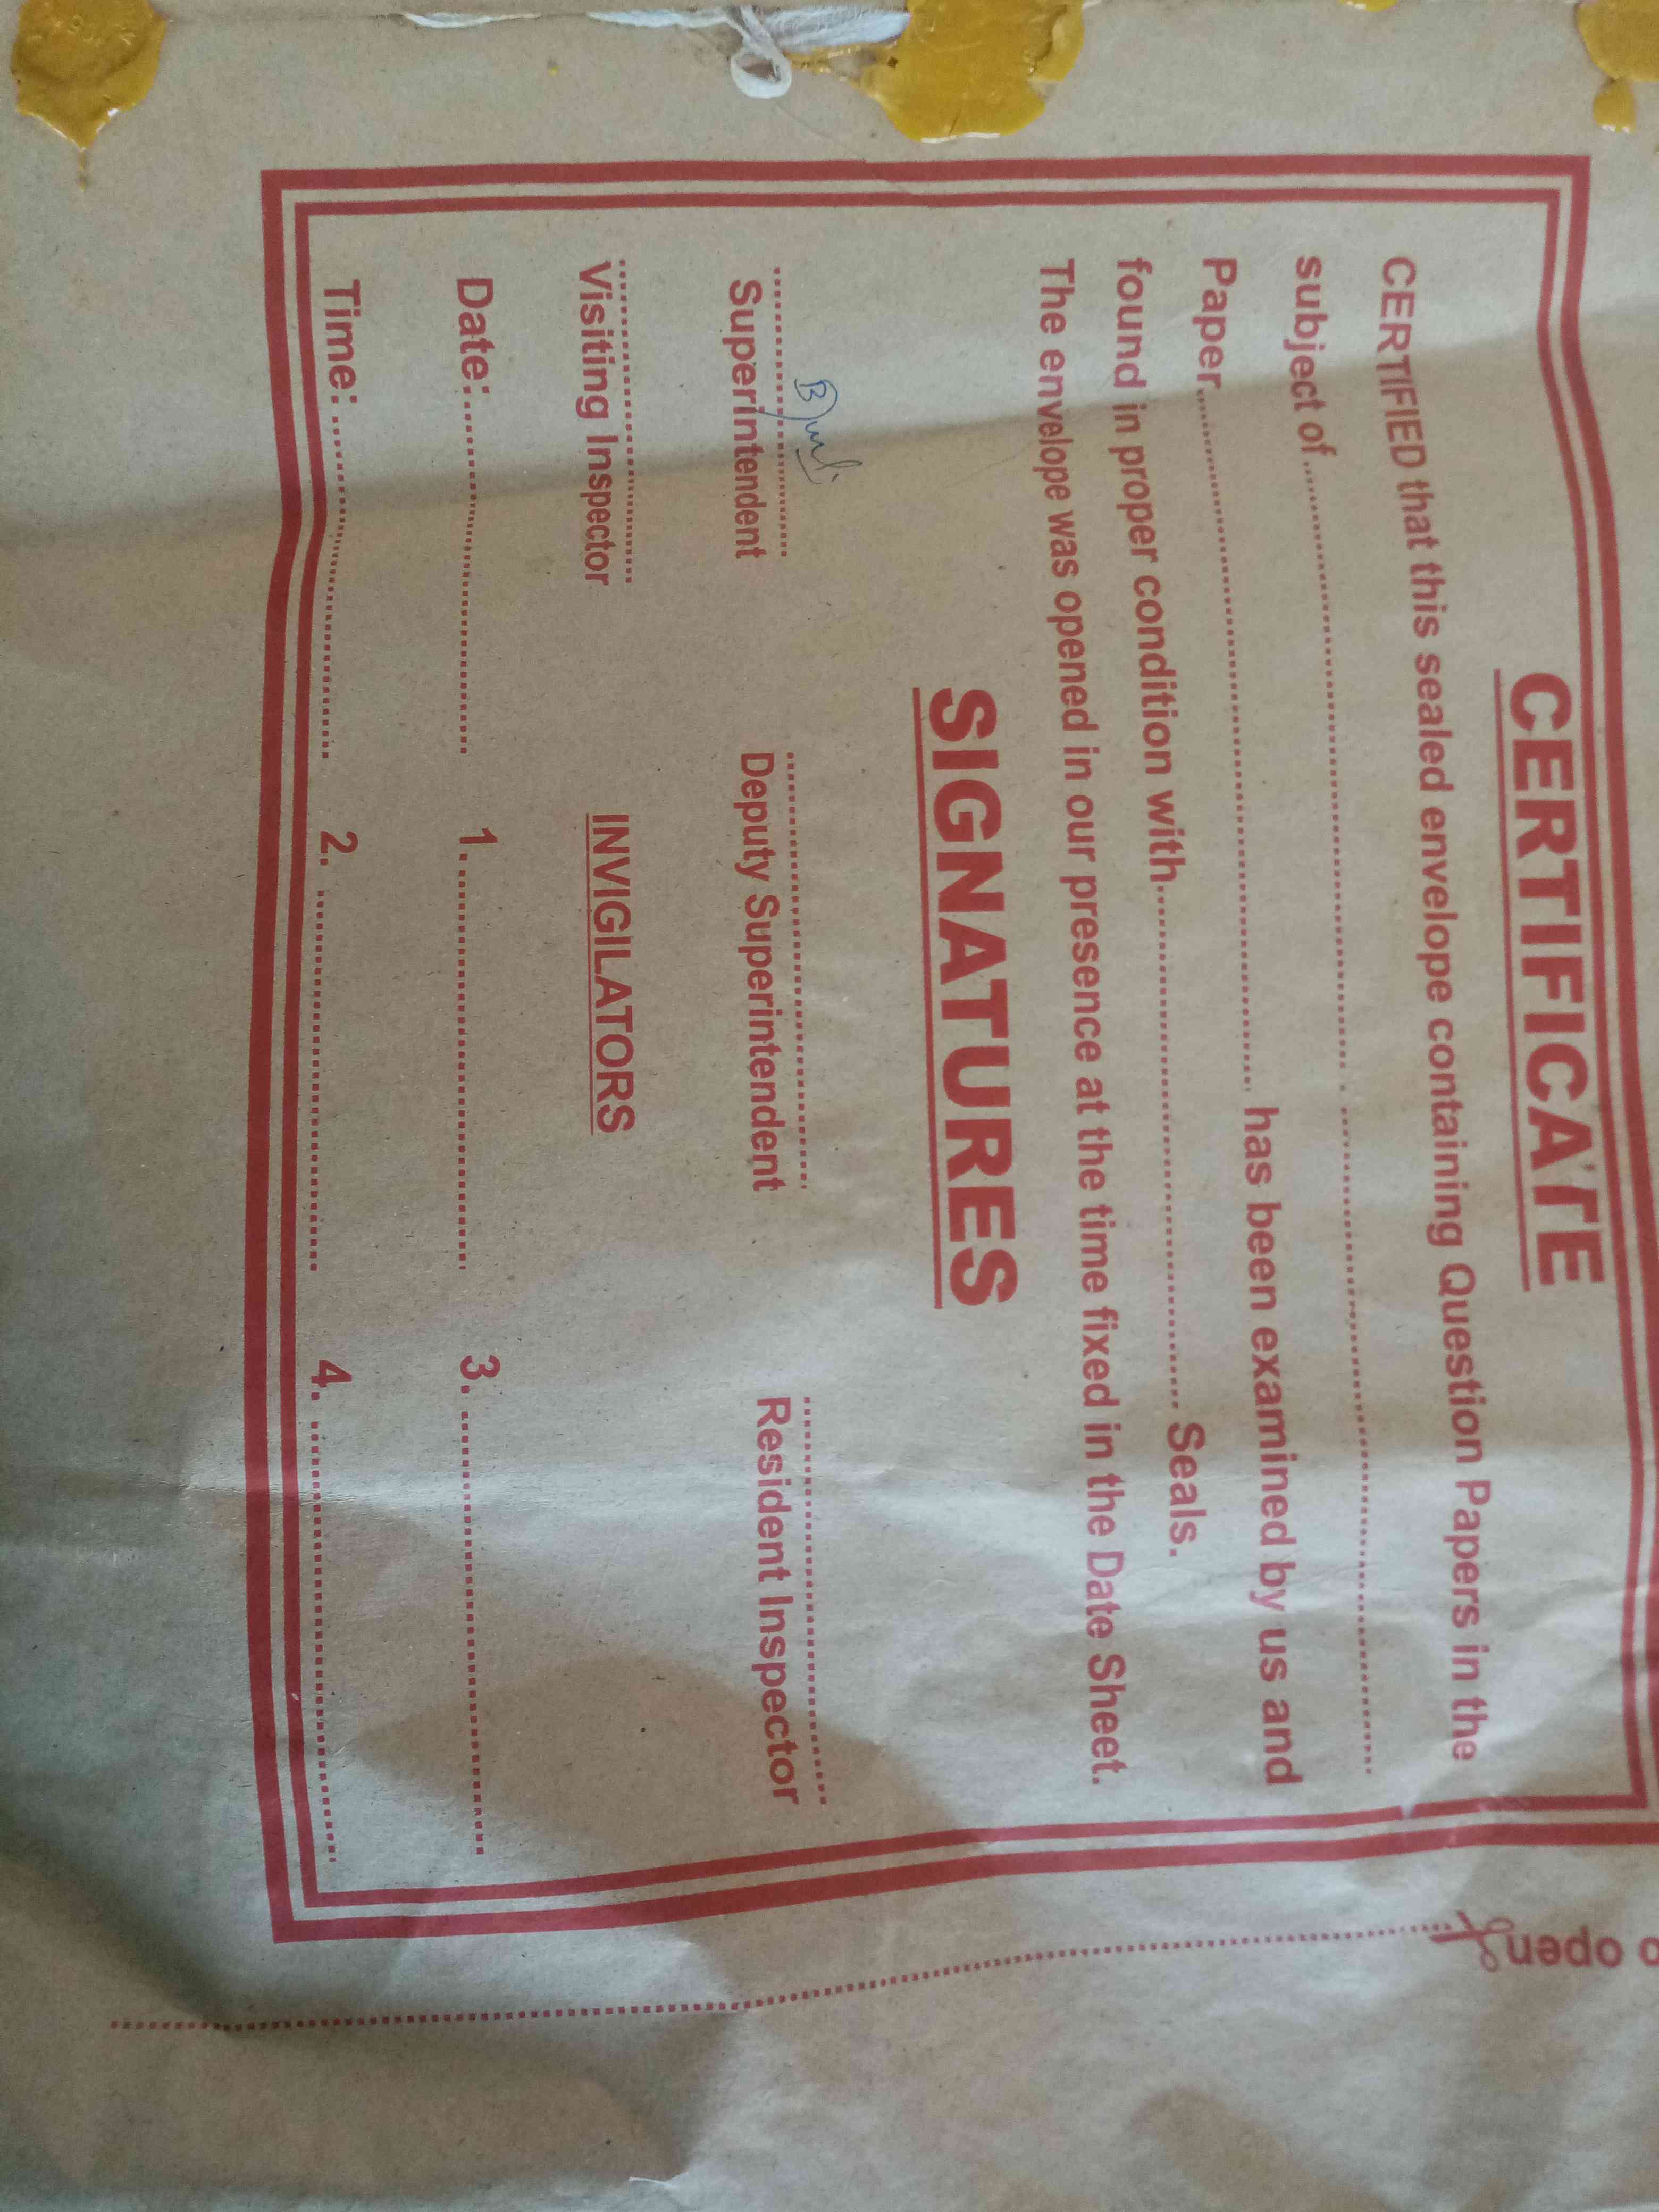 CERTIFICATE
CERTIFIED that this sealed envelope containing Question Papers in the
subject of
Paper has been examined by us and
found in proper condition with Seals.
The envelope was opened in our presence at the time fixed in the Date Sheet.
SIGNATURES
Superintendent Deputy Superintendent Resident Inspector
Visiting Inspector INVIGILATORS
Date: 1. 3.
Time: 2. 4.
open